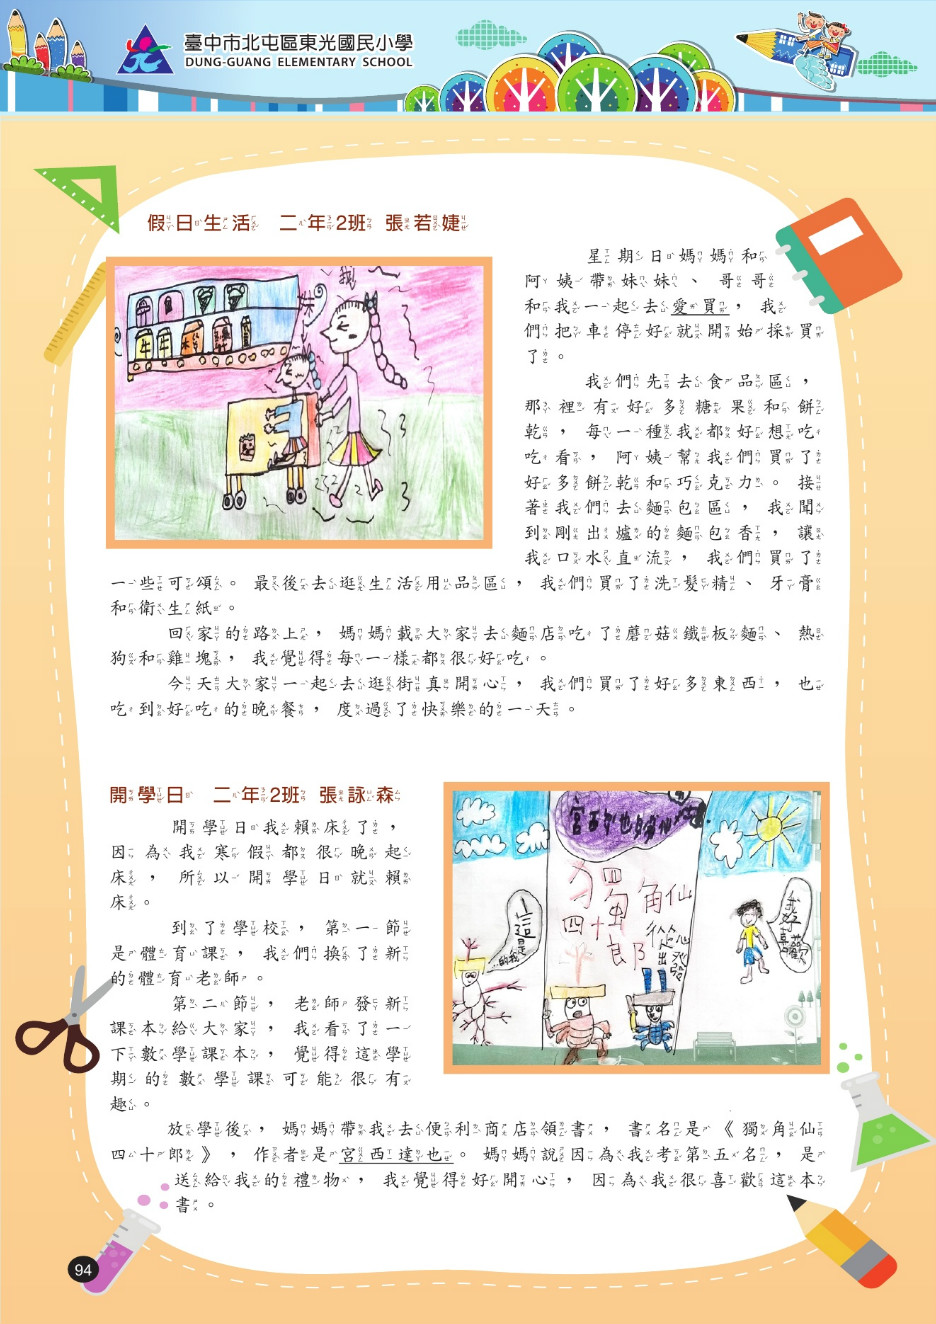 臺中市北屯區東光國民小學
DUNG-GUANG ELEMENTARY SCHOOL
假日生活 二年2班 張若婕
星期日媽媽和
阿姨帶妹妹、哥哥
和我一起去愛買，我
們把車停好就開始採買
了。
我們先去食品區，
那裡有好多糖果和餅
乾，每一種我都好想吃
吃看，阿姨幫我們買了
好多餅乾和巧克力。接
著我們去麵包區，我聞
到剛出爐的麵包香，讓
我口水直流，我們買了
一些可頌。最後去逛生活用品區，我們買了洗髮精、牙膏
和衛生紙。
回家的路上，媽媽載大家去麵店吃了蘑菇鐵板麵、熱
狗和雞塊，我覺得每一樣都很好吃。
今天大家一起去逛街真開心，我們買了好多東西，也
吃到好吃的晚餐，度過了快樂的一天。
開學日 二年2班 張詠森
開學日我賴床了，
因為我寒假都很晚起
床，所以開學日就賴
床。
到了學校，第一節
是體育課，我們換了新
的體育老師。
第二節，老師發新
課本給大家，我看了一
下數學課本，覺得這學
期的數學課可能很有
趣。
宮西達也
獨角仙
四十郎
這是
我好喜歡
放學後，媽媽帶我去便利商店領書，書名是《獨角仙
四十郎》，作者是宮西達也。媽媽說因為我考第五名，是
送給我的禮物，我覺得好開心，因為我很喜歡這本
書。
94